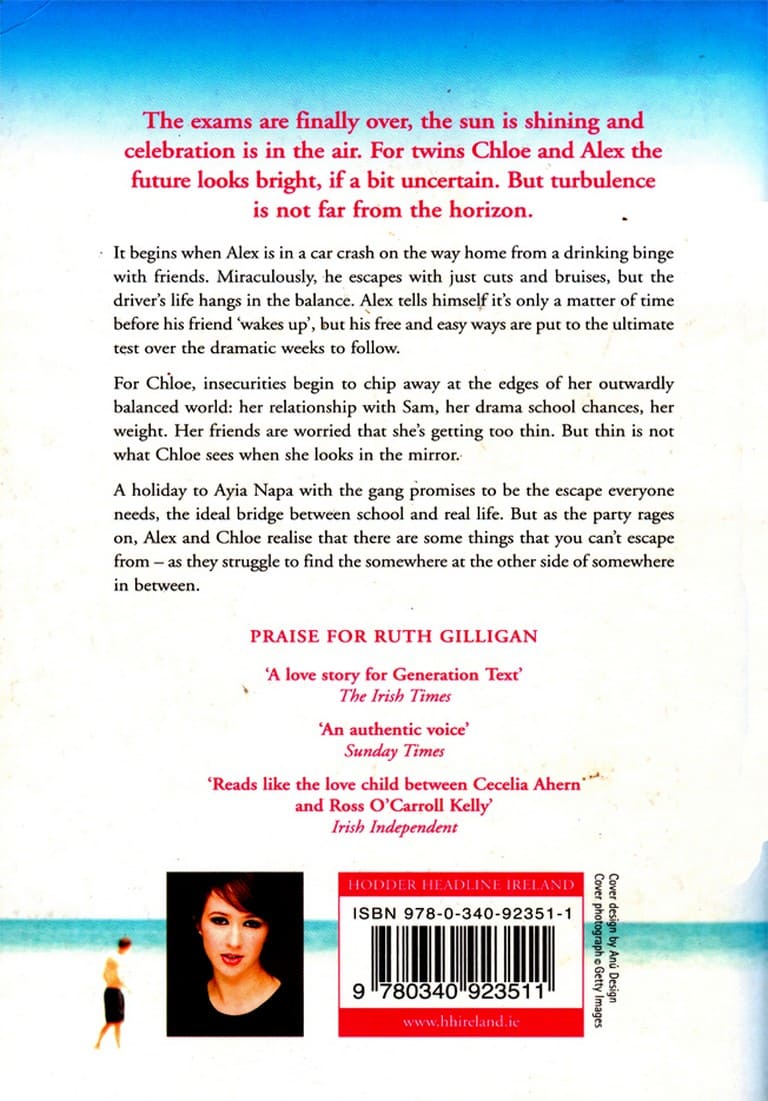 The exams are finally over, the sun is shining and
celebration is in the air. For twins Chloe and Alex the
future looks bright, if a bit uncertain. But turbulence
is not far from the horizon.
It begins when Alex is in a car crash on the way home from a drinking binge
with friends. Miraculously, he escapes with just cuts and bruises, but the
driver's life hangs in the balance. Alex tells himself it's only a matter of time
before his friend ‘wakes up’, but his free and easy ways are put to the ultimate
test over the dramatic weeks to follow.
For Chloe, insecurities begin to chip away at the edges of her outwardly
balanced world: her relationship with Sam, her drama school chances, her
weight. Her friends are worried that she's getting too thin. But thin is not
what Chloe sees when she looks in the mirror.
A holiday to Ayia Napa with the gang promises to be the escape everyone
needs, the ideal bridge between school and real life. But as the party rages
on, Alex and Chloe realise that there are some things that you can't escape
from – as they struggle to find the somewhere at the other side of somewhere
in between.
PRAISE FOR RUTH GILLIGAN
‘A love story for Generation Text’
The Irish Times
‘An authentic voice’
Sunday Times
‘Reads like the love child between Cecelia Ahern
and Ross O'Carroll Kelly’
Irish Independent
HODDER HEADLINE IRELAND
ISBN 978-0-340-92351-1
9 780340 923511
www.hhireland.ie
Cover design by Anú Design
Cover photograph © Getty Images